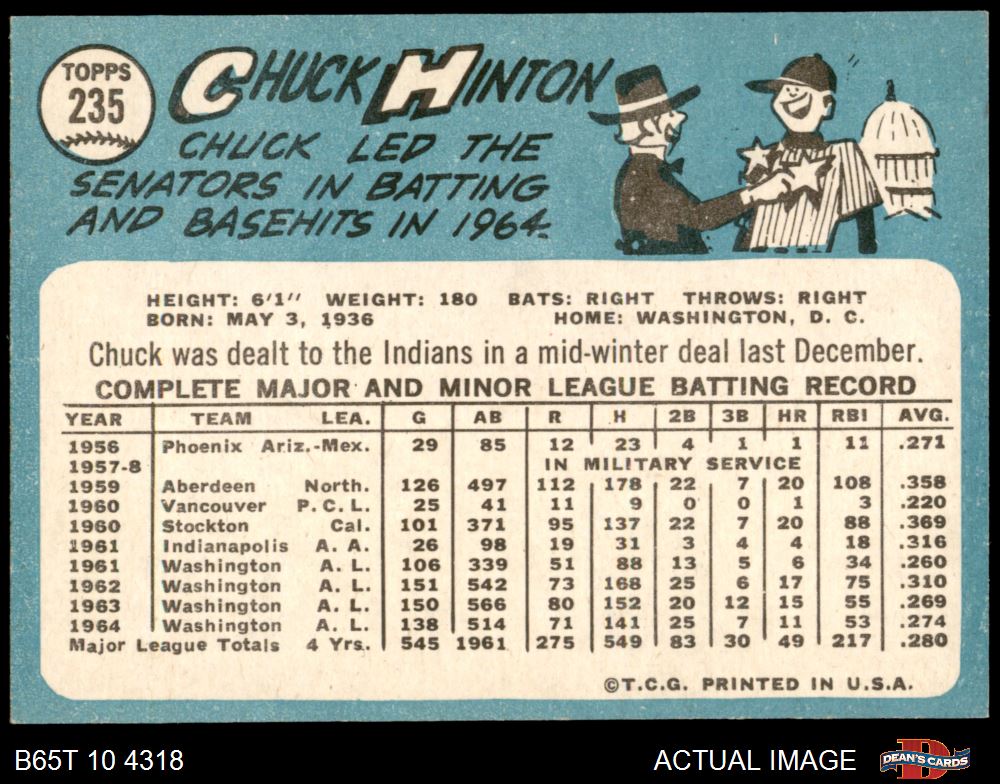 TOPPS
235
CHUCK HINTON
CHUCK LED THE
SENATORS IN BATTING
AND BASEHITS IN 1964.
HEIGHT: 6'1" WEIGHT: 180 BATS: RIGHT THROWS: RIGHT
BORN: MAY 3, 1936 HOME: WASHINGTON, D. C.
Chuck was dealt to the Indians in a mid-winter deal last December.
COMPLETE MAJOR AND MINOR LEAGUE BATTING RECORD
YEAR TEAM LEA. G AB R H 2B 3B HR RBI AVG.
1956 Phoenix Ariz.-Mex. 29 85 12 23 4 1 1 11 .271
1957-8 IN MILITARY SERVICE
1959 Aberdeen North. 126 497 112 178 22 7 20 108 .358
1960 Vancouver P. C. L. 25 41 11 9 0 0 1 3 .220
1960 Stockton Cal. 101 371 95 137 22 7 20 88 .369
1961 Indianapolis A. A. 26 98 19 31 3 4 4 18 .316
1961 Washington A. L. 106 339 51 88 13 5 6 34 .260
1962 Washington A. L. 151 542 73 168 25 6 17 75 .310
1963 Washington A. L. 150 566 80 152 20 12 15 55 .269
1964 Washington A. L. 138 514 71 141 25 7 11 53 .274
Major League Totals 4 Yrs. 545 1961 275 549 83 30 49 217 .280
©T.C.G. PRINTED IN U.S.A.
B65T 10 4318 ACTUAL IMAGE
DEAN'S CARDS